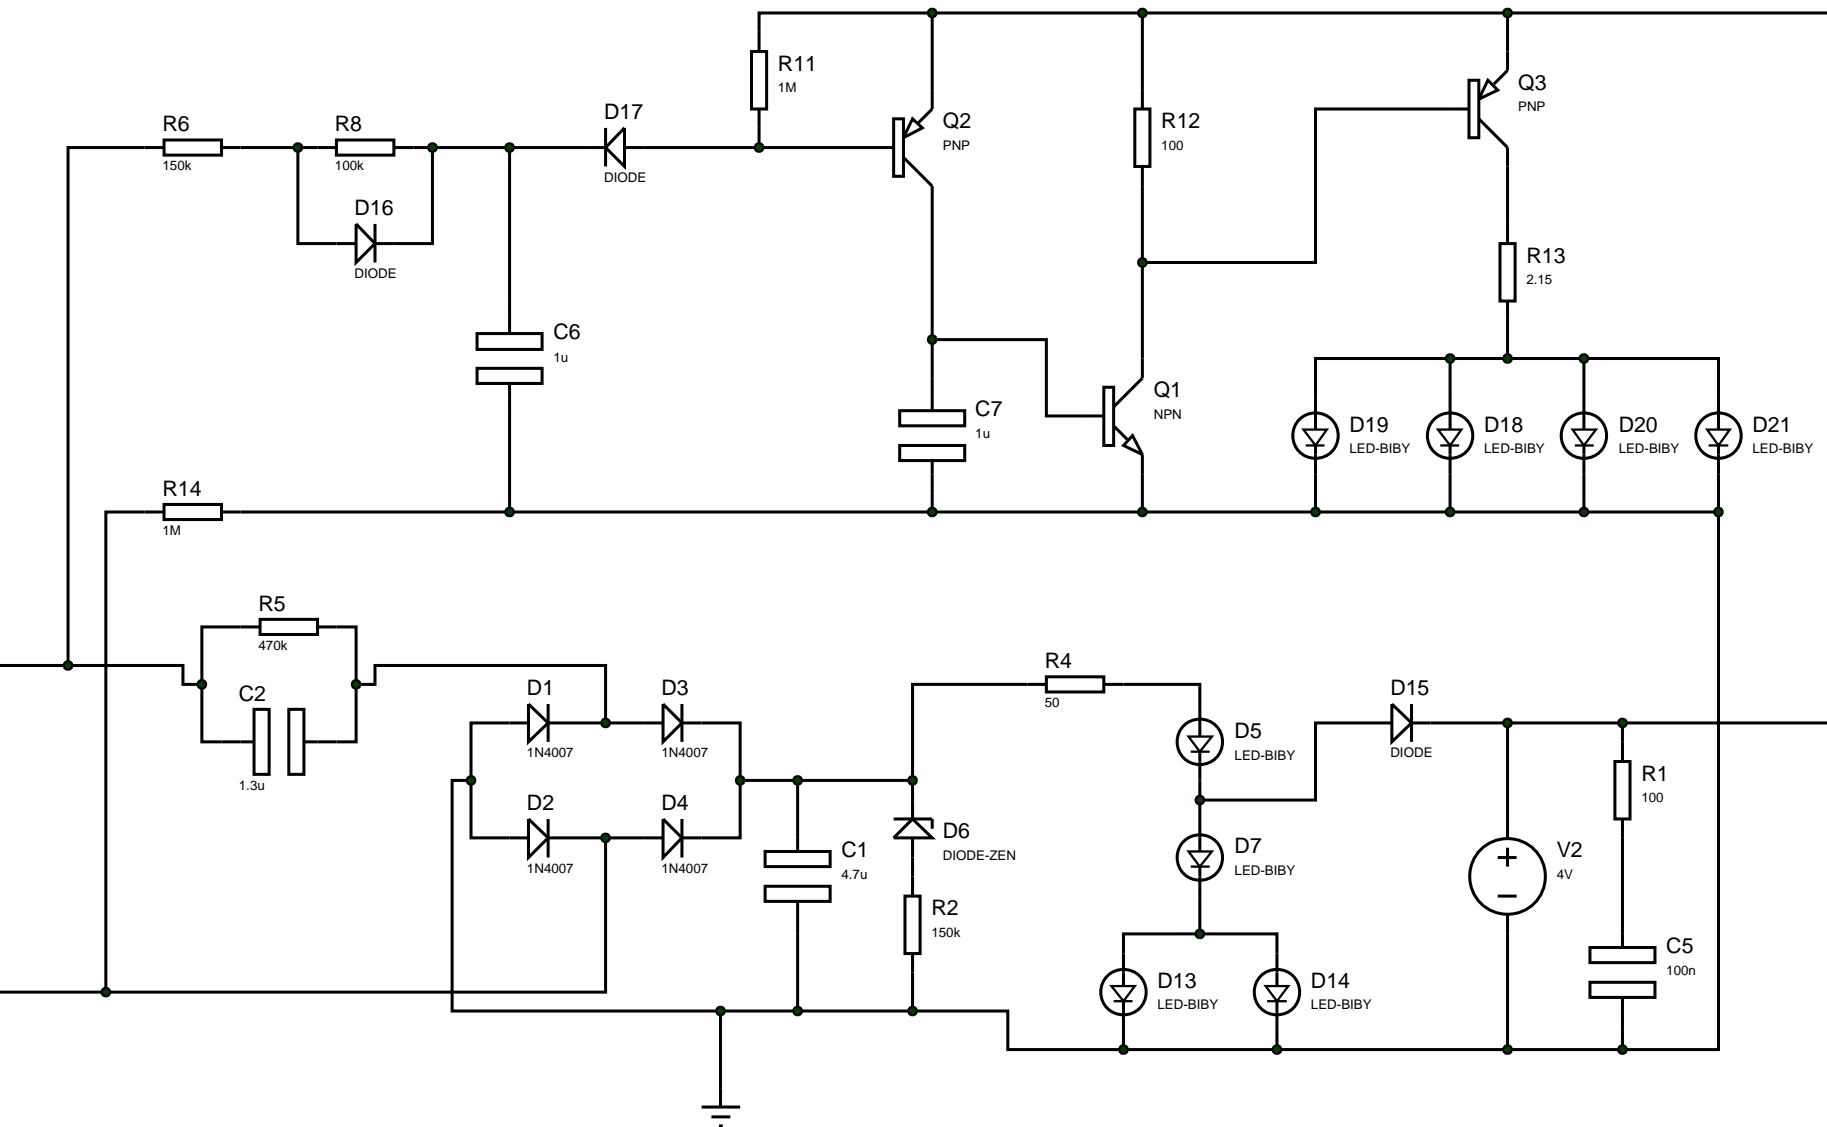 R11
1M
Q3
PNP
D17
DIODE
Q2
PNP
R12
100
R6
150k
R8
100k
D16
DIODE
R13
2.15
C6
1u
Q1
NPN
C7
1u
D19
LED-BIBY
D18
LED-BIBY
D20
LED-BIBY
D21
LED-BIBY
R14
1M
R5
470k
C2
1.3u
D1
1N4007
D3
1N4007
R4
50
D15
DIODE
D5
LED-BIBY
R1
100
D2
1N4007
D4
1N4007
C1
4.7u
D6
DIODE-ZEN
D7
LED-BIBY
V2
4V
R2
150k
C5
100n
D13
LED-BIBY
D14
LED-BIBY